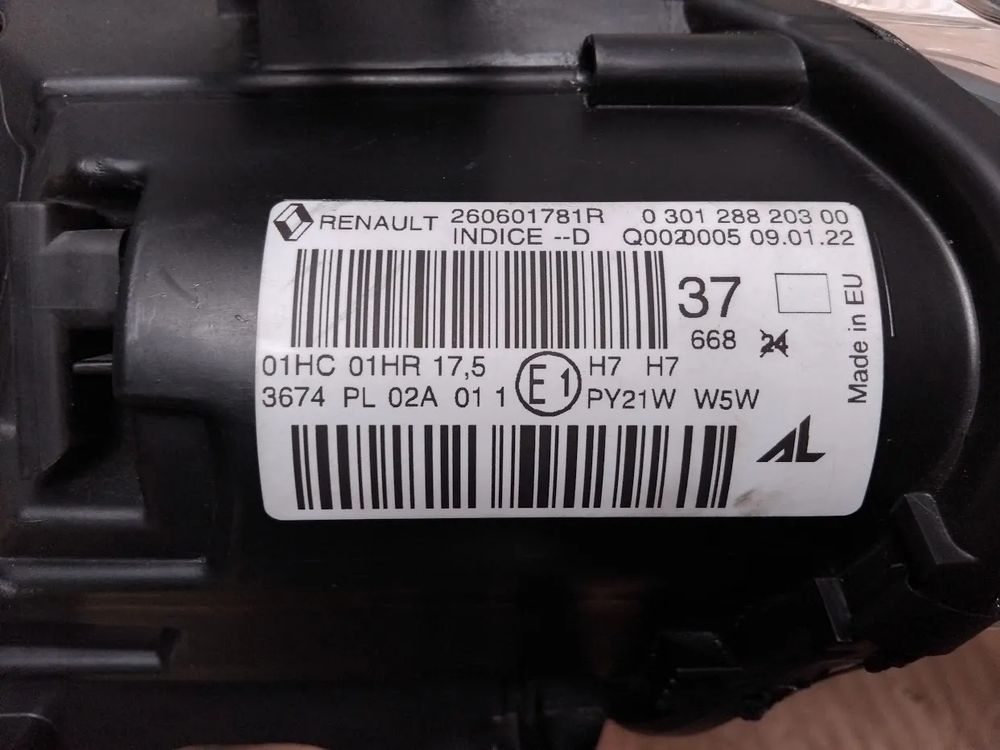 RENAULT 260601781R 0 301 288 203 00
INDICE --D Q0020005 09.01.22
37
668 24
Made in EU
01HC 01HR 17,5 E1 H7 H7
3674 PL 02A 01 1 PY21W W5W
AL